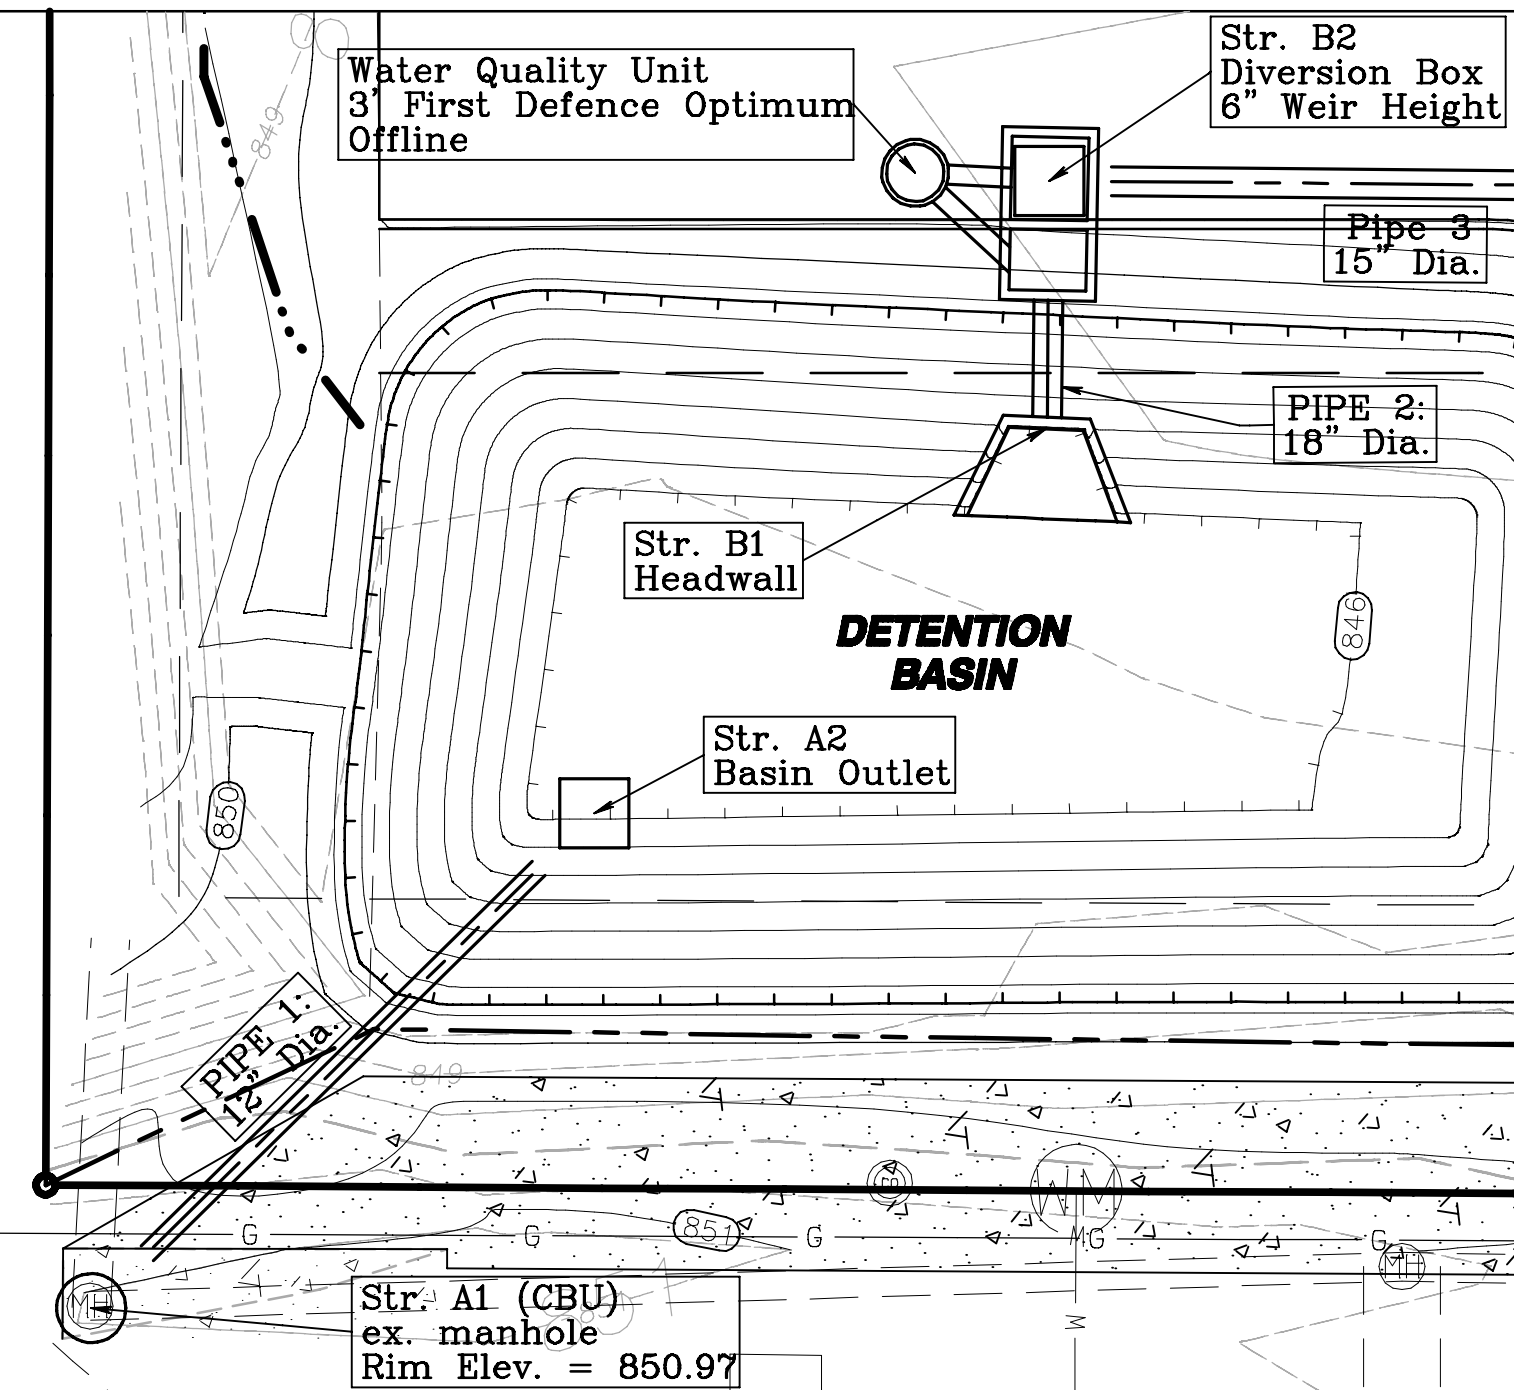 Water Quality Unit
3' First Defence Optimum
Offline
Str. B2
Diversion Box
6" Weir Height
849
Pipe 3
15" Dia.
PIPE 2:
18" Dia.
Str. B1
Headwall
846
DETENTION
BASIN
Str. A2
Basin Outlet
850
PIPE 1:
12" Dia.
849
WM
851
G
G
G
MG
G
MH
MH
W
Str. A1 (CBU)
ex. manhole
Rim Elev. = 850.97